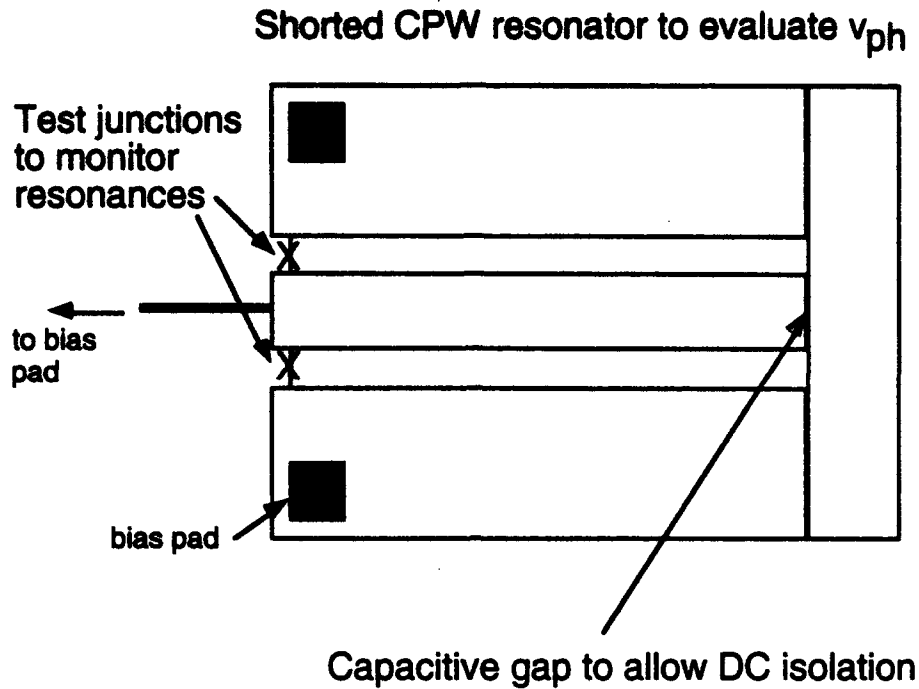 Shorted CPW resonator to evaluate vph
Test junctions
to monitor
resonances
X
to bias
pad
X
bias pad
Capacitive gap to allow DC isolation